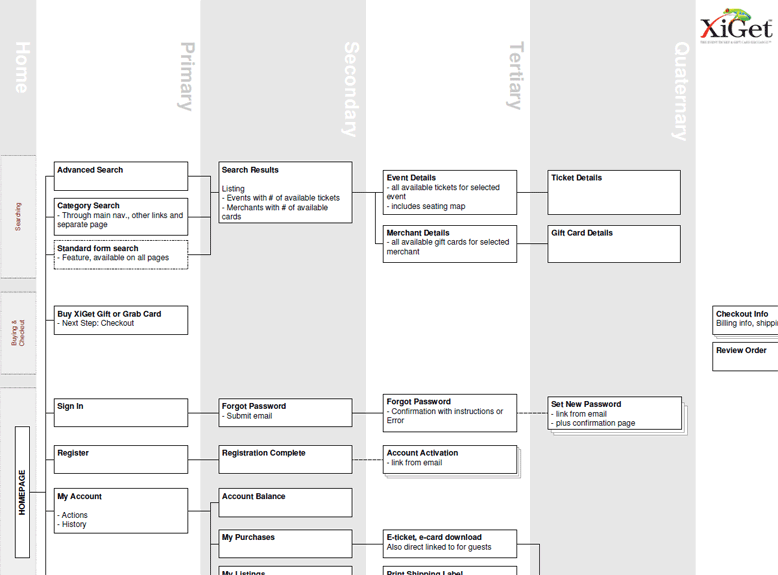 Home
Primary
Secondary
Tertiary
Quaternary
XiGet
Searching
Advanced Search
Category Search
- Through main nav., other links and
separate page
Standard form search
- Feature, available on all pages
Search Results
Listing
- Events with # of available tickets
- Merchants with # of available
cards
Event Details
- all available tickets for selected
event
- includes seating map
Merchant Details
- all available gift cards for selected
merchant
Ticket Details
Gift Card Details
Buying &
Checkout
Buy XiGet Gift or Grab Card
- Next Step: Checkout
Checkout Info
Billing info, shippi
Review Order
HOMEPAGE
Sign In
Forgot Password
- Submit email
Forgot Password
- Confirmation with instructions or
Error
Set New Password
- link from email
- plus confirmation page
Register
Registration Complete
Account Activation
- link from email
My Account
- Actions
- History
Account Balance
My Purchases
E-ticket, e-card download
Also direct linked to for guests
My Listings
Print Shipping Label